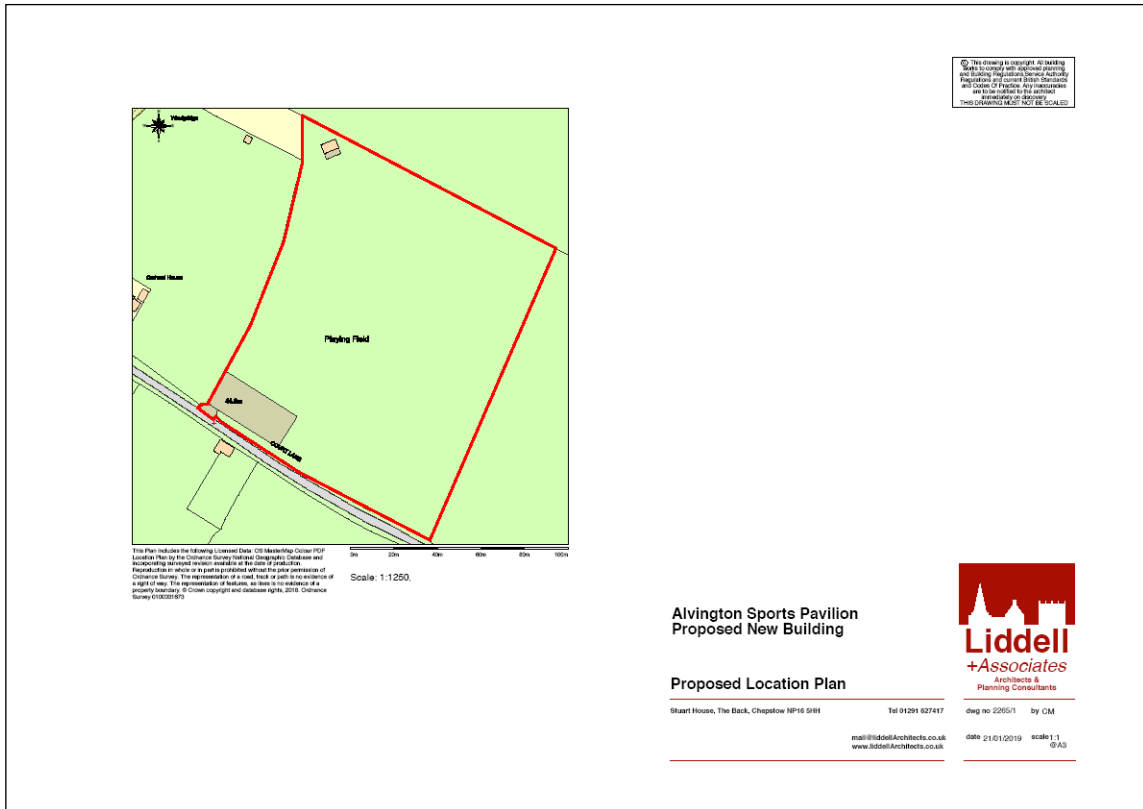 © This drawing is copyright. All building
works to comply with approved planning
and Building Regulations,Service Authority
Regulations and current British Standards
and Codes Of Practice. Any inacuracies
are to be notified to the architect
immediately on discovery
THIS DRAWING MUST NOT BE SCALED
Playing Field
COURT LANE
This Plan includes the following Licensed Data: OS MasterMap Colour PDF
Location Plan by the Ordnance Survey National Geographic Database and
incorporating surveyed revision available at the date of production.
Reproduction in whole or in part is prohibited without the prior permission of
Ordnance Survey. The representation of a road, track or path is no evidence of
a right of way. The representation of features, as lines is no evidence of a
property boundary. © Crown copyright and database rights, 2018. Ordnance
Survey 0100031673
0m 20m 40m 60m 80m 100m
Scale: 1:1250,
Alvington Sports Pavilion
Proposed New Building
Proposed Location Plan
Stuart House, The Back, Chepstow NP16 5HH
Tel 01291 627417
mail@liddellArchitects.co.uk
www.liddellArchitects.co.uk
Liddell
+Associates
Architects &
Planning Consultants
dwg no 2265/1 by CM
date 21/01/2019 scale 1:1
@A3